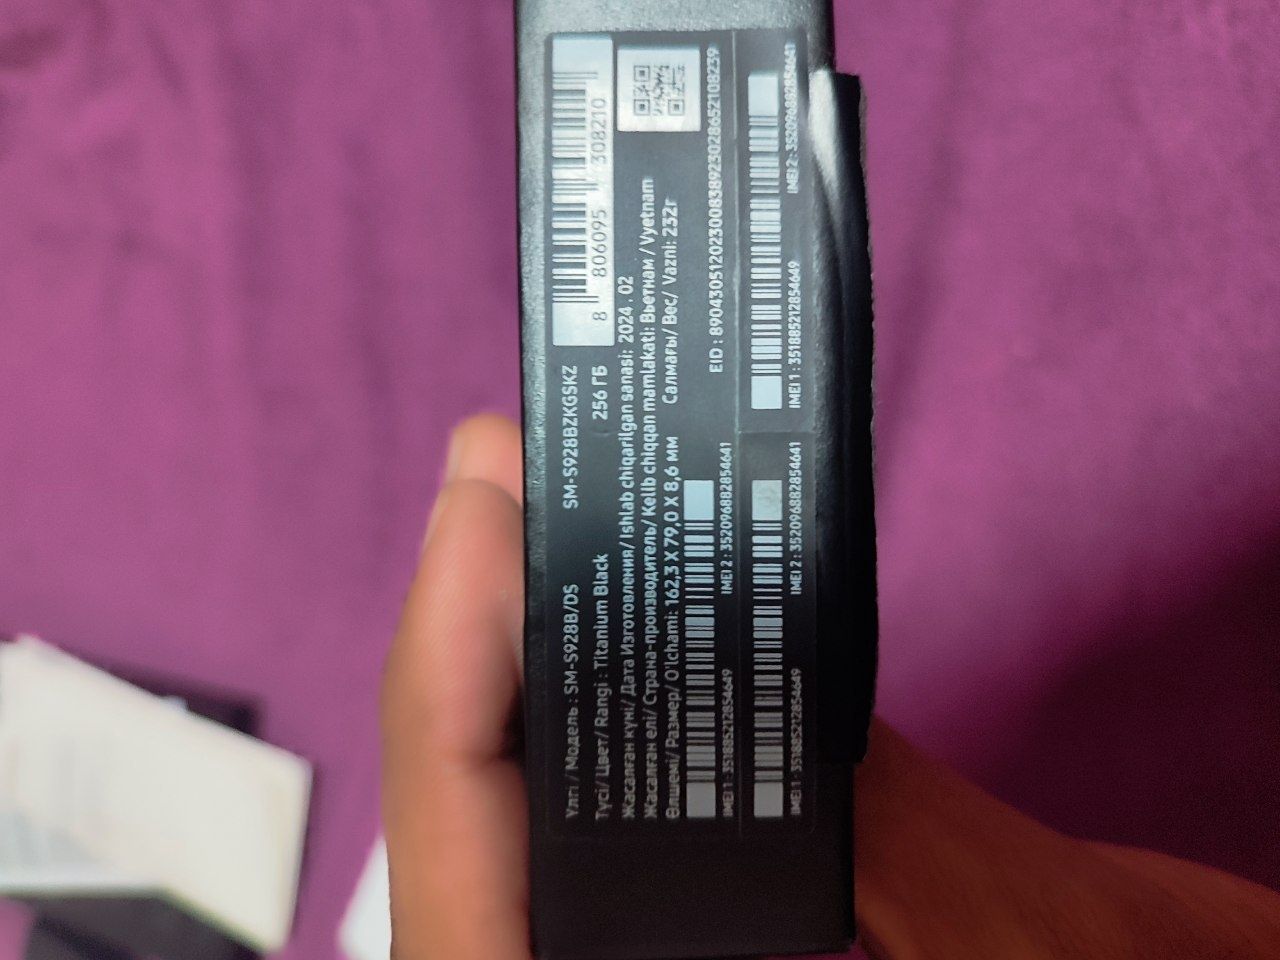 Үлгі / Модель : SM-S928B/DS SM-S928BZKGSKZ
Түсі/ Цвет/ Rangi : Titanium Black 256 ГБ
8 806095 308210
Жасалған күні/ Дата Изготовления/ Ishlab chiqarilgan sanasi: 2024 . 02
Жасалған елі/ Страна-производитель/ Kelib chiqqan mamlakati: Вьетнам / Vyetnam
Өлшемі/ Размер/ O'lchami: 162,3 X 79,0 X 8,6 мм Салмағы/ Вес/ Vazni: 232г
EID : 89043051202300838923028652108239
IMEI 1 : 351885212854649 IMEI 2 : 352096882854641
IMEI 1 : 351885212854649 IMEI 2 : 352096882854641
IMEI 1 : 351885212854649 IMEI 2 : 352096882854641